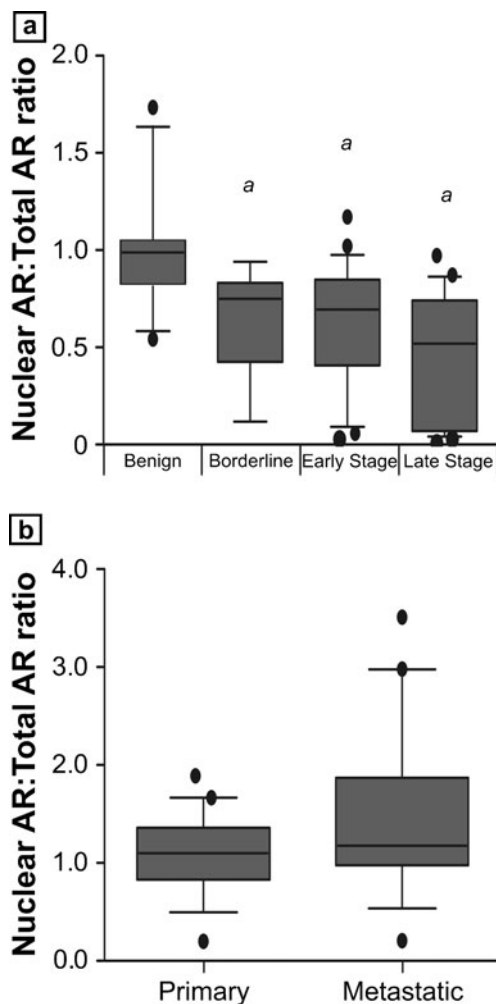 a
Nuclear AR:Total AR ratio
2.0
1.5
1.0
0.5
0
a
a
a
Benign
Borderline
Early Stage
Late Stage
b
Nuclear AR:Total AR ratio
4.0
3.0
2.0
1.0
0.0
Primary
Metastatic